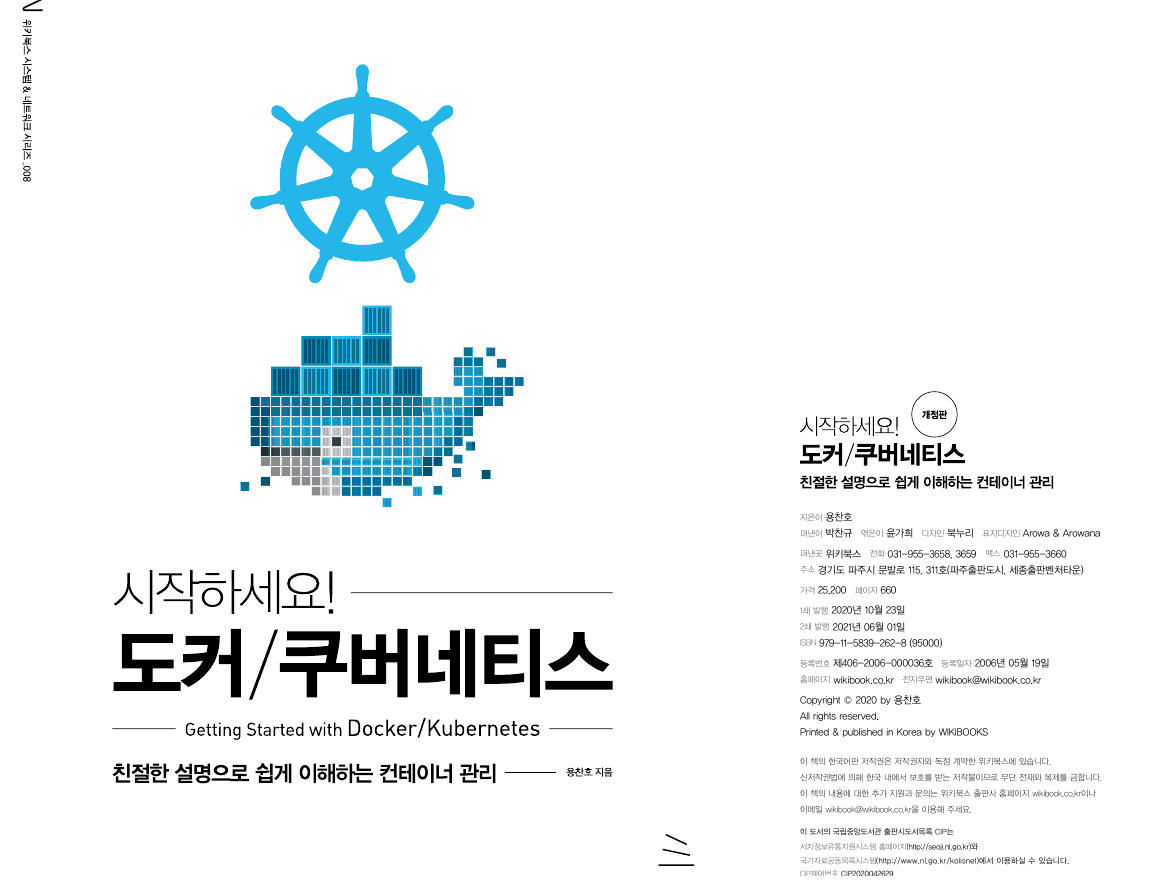 위키북스 시스템 & 네트워크 시리즈_008
시작하세요!
도커/쿠버네티스
Getting Started with Docker/Kubernetes
친절한 설명으로 쉽게 이해하는 컨테이너 관리
용찬호 지음
시작하세요!
개정판
도커/쿠버네티스
친절한 설명으로 쉽게 이해하는 컨테이너 관리
지은이 용찬호
펴낸이 박찬규 엮은이 윤가희 디자인 북누리 표지디자인 Arowa & Arowana
펴낸곳 위키북스 전화 031-955-3658, 3659 팩스 031-955-3660
주소 경기도 파주시 문발로 115, 311호(파주출판도시, 세종출판벤처타운)
가격 25,200 페이지 660
1쇄 발행 2020년 10월 23일
2쇄 발행 2021년 06월 01일
ISBN 979-11-5839-262-8 (95000)
등록번호 제406-2006-000036호 등록일자 2006년 05월 19일
홈페이지 wikibook.co.kr 전자우편 wikibook@wikibook.co.kr
Copyright © 2020 by 용찬호
All rights reserved.
Printed & published in Korea by WIKIBOOKS
이 책의 한국어판 저작권은 저작권자와 독점 계약한 위키북스에 있습니다.
신저작권법에 의해 한국 내에서 보호를 받는 저작물이므로 무단 전재와 복제를 금합니다.
이 책의 내용에 대한 추가 지원과 문의는 위키북스 출판사 홈페이지 wikibook.co.kr이나
이메일 wikibook@wikibook.co.kr을 이용해 주세요.
이 도서의 국립중앙도서관 출판시도서목록 CIP는
서지정보유통지원시스템 홈페이지(http://seoji.nl.go.kr)와
국가자료공동목록시스템(http://www.nl.go.kr/kolisnet)에서 이용하실 수 있습니다.
CIP제어번호 CIP2020042629